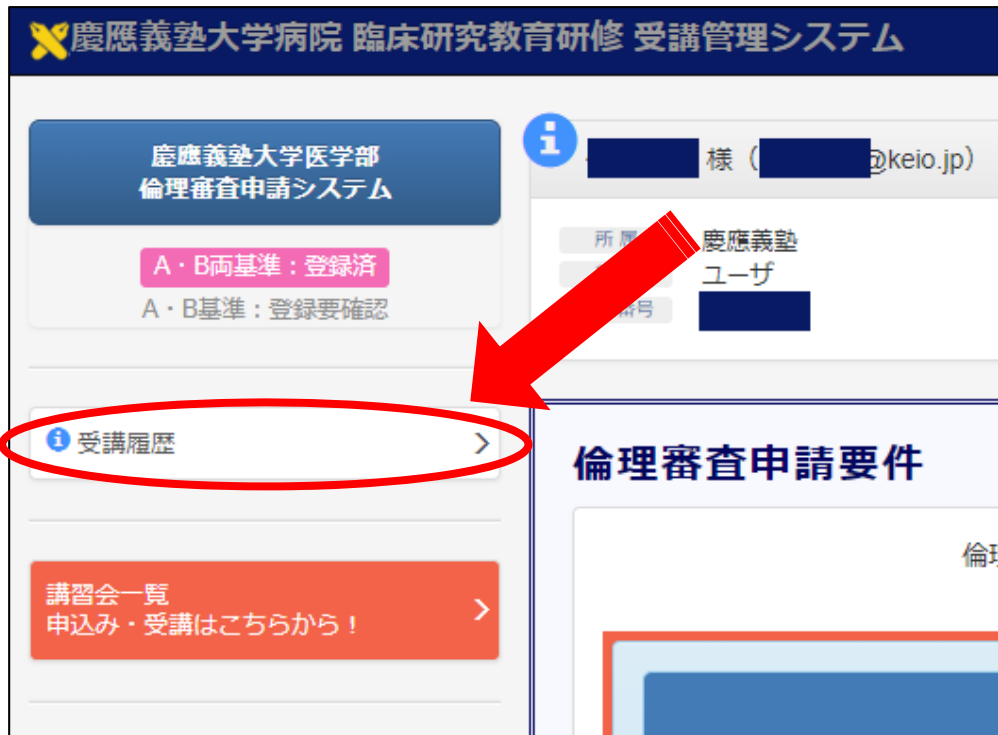 慶應義塾大学病院 臨床研究教育研修 受講管理システム
慶應義塾大学医学部
倫理審査申請システム
A・B両基準：登録済
A・B基準：登録要確認
受講履歴
講習会一覧
申込み・受講はこちらから！
様（ @keio.jp）
所属 慶應義塾
ユーザ
番号
倫理審査申請要件
倫理